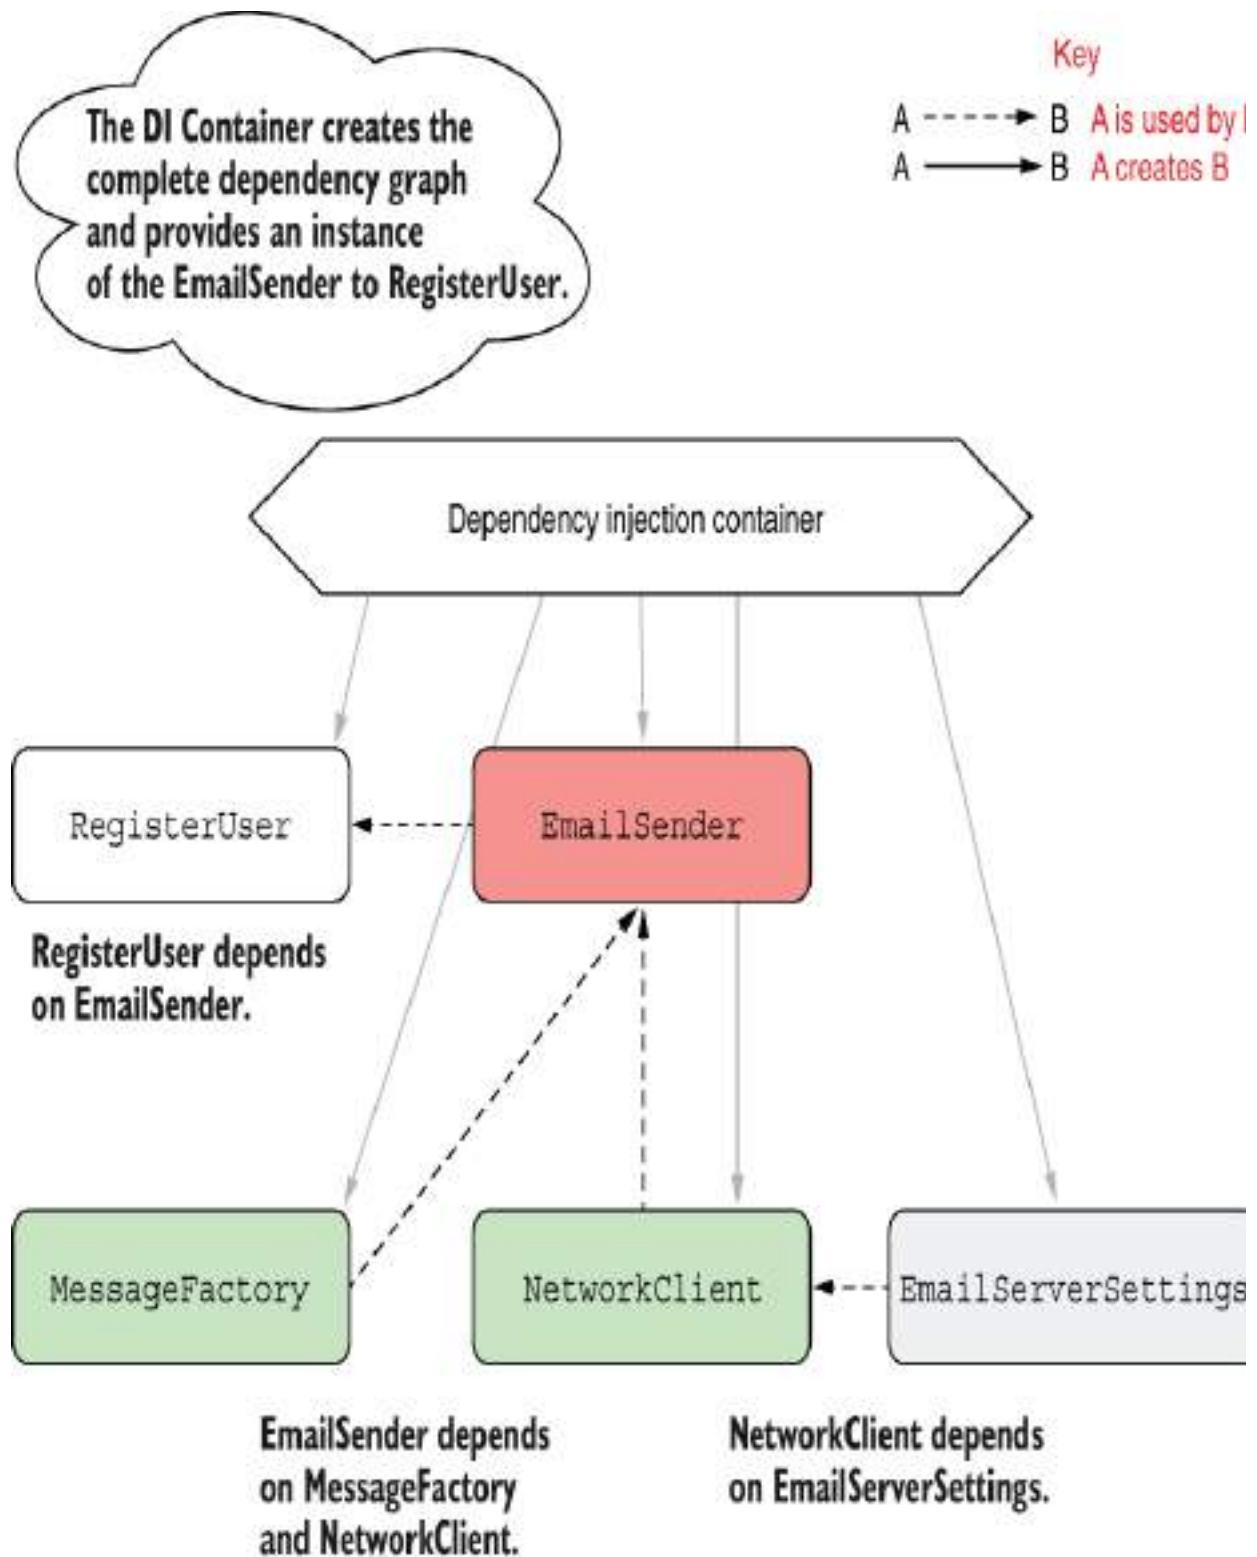 The DI Container creates the
complete dependency graph
and provides an instance
of the EmailSender to RegisterUser.
Key
A B A is used by
A B A creates B
Dependency injection container
RegisterUser
EmailSender
RegisterUser depends
on EmailSender.
MessageFactory
NetworkClient
EmailServerSettings
EmailSender depends
on MessageFactory
and NetworkClient.
NetworkClient depends
on EmailServerSettings.